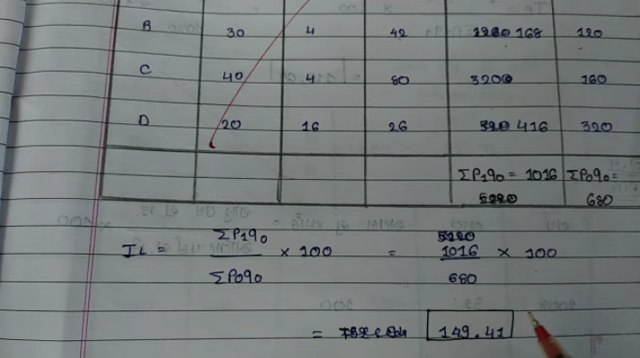 B 30 4 42 168 120
C 40 4 80 320 160
D 20 16 26 416 320
ΣP1q0 = 1016 ΣP0q0 = 680
IL = ΣP1q0 / ΣP0q0 × 100 = 1016 / 680 × 100
= 149.41